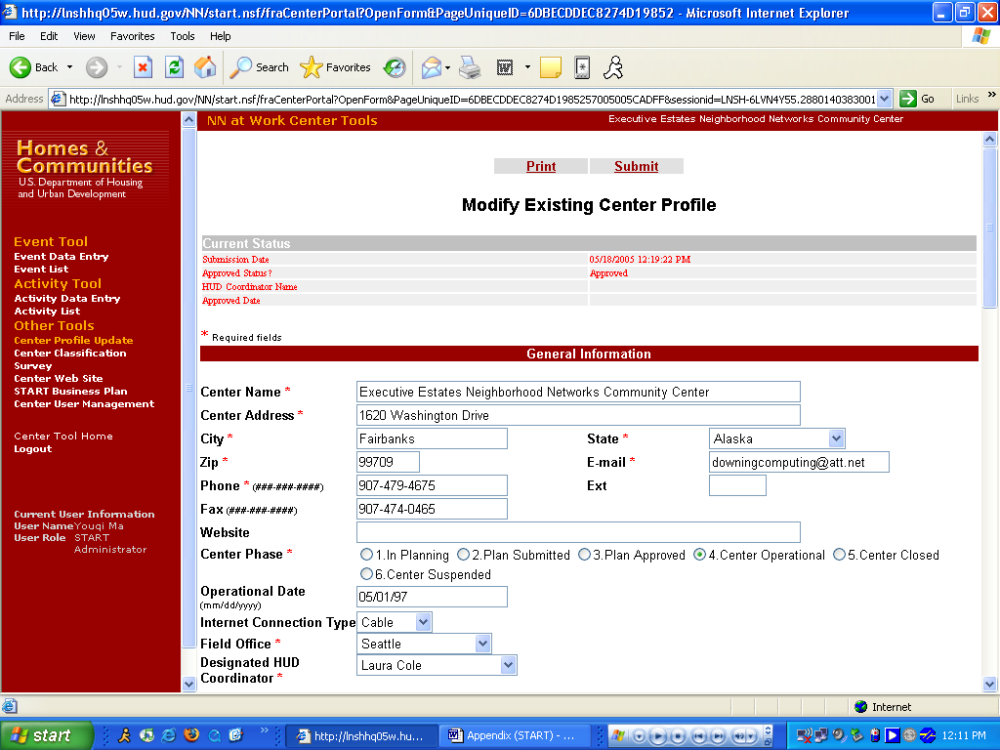 http://lnshhq05w.hud.gov/NN/start.nsf/fraCenterPortal?OpenForm&PageUniqueID=6DBECDDEC8274D19852 - Microsoft Internet Explorer
File Edit View Favorites Tools Help
Back Search Favorites
Address http://lnshhq05w.hud.gov/NN/start.nsf/fraCenterPortal?OpenForm&PageUniqueID=6DBECDDEC8274D1985257005005CADFF&sessionid=LNSH-6LVN4Y55.2880140383001 Go Links »
NN at Work Center Tools Executive Estates Neighborhood Networks Community Center
Homes &
Communities
U.S. Department of Housing
and Urban Development
Event Tool
Event Data Entry
Event List
Activity Tool
Activity Data Entry
Activity List
Other Tools
Center Profile Update
Center Classification
Survey
Center Web Site
START Business Plan
Center User Management
Center Tool Home
Logout
Current User Information
User Name Youqi Ma
User Role START
Administrator
Print Submit
Modify Existing Center Profile
Current Status
Submission Date 05/18/2005 12:19:22 PM
Approved Status? Approved
HUD Coordinator Name
Approved Date
* Required fields
General Information
Center Name * Executive Estates Neighborhood Networks Community Center
Center Address * 1620 Washington Drive
City * Fairbanks State * Alaska
Zip * 99709 E-mail * downingcomputing@att.net
Phone * (###-###-####) 907-479-4675 Ext
Fax (###-###-####) 907-474-0465
Website
Center Phase * 1.In Planning 2.Plan Submitted 3.Plan Approved 4.Center Operational 5.Center Closed
6.Center Suspended
Operational Date 05/01/97
(mm/dd/yyyy)
Internet Connection Type Cable
Field Office * Seattle
Designated HUD Laura Cole
Coordinator *
Internet
start » http://lnshhq05w.hud... Appendix (START) - ... 12:11 PM